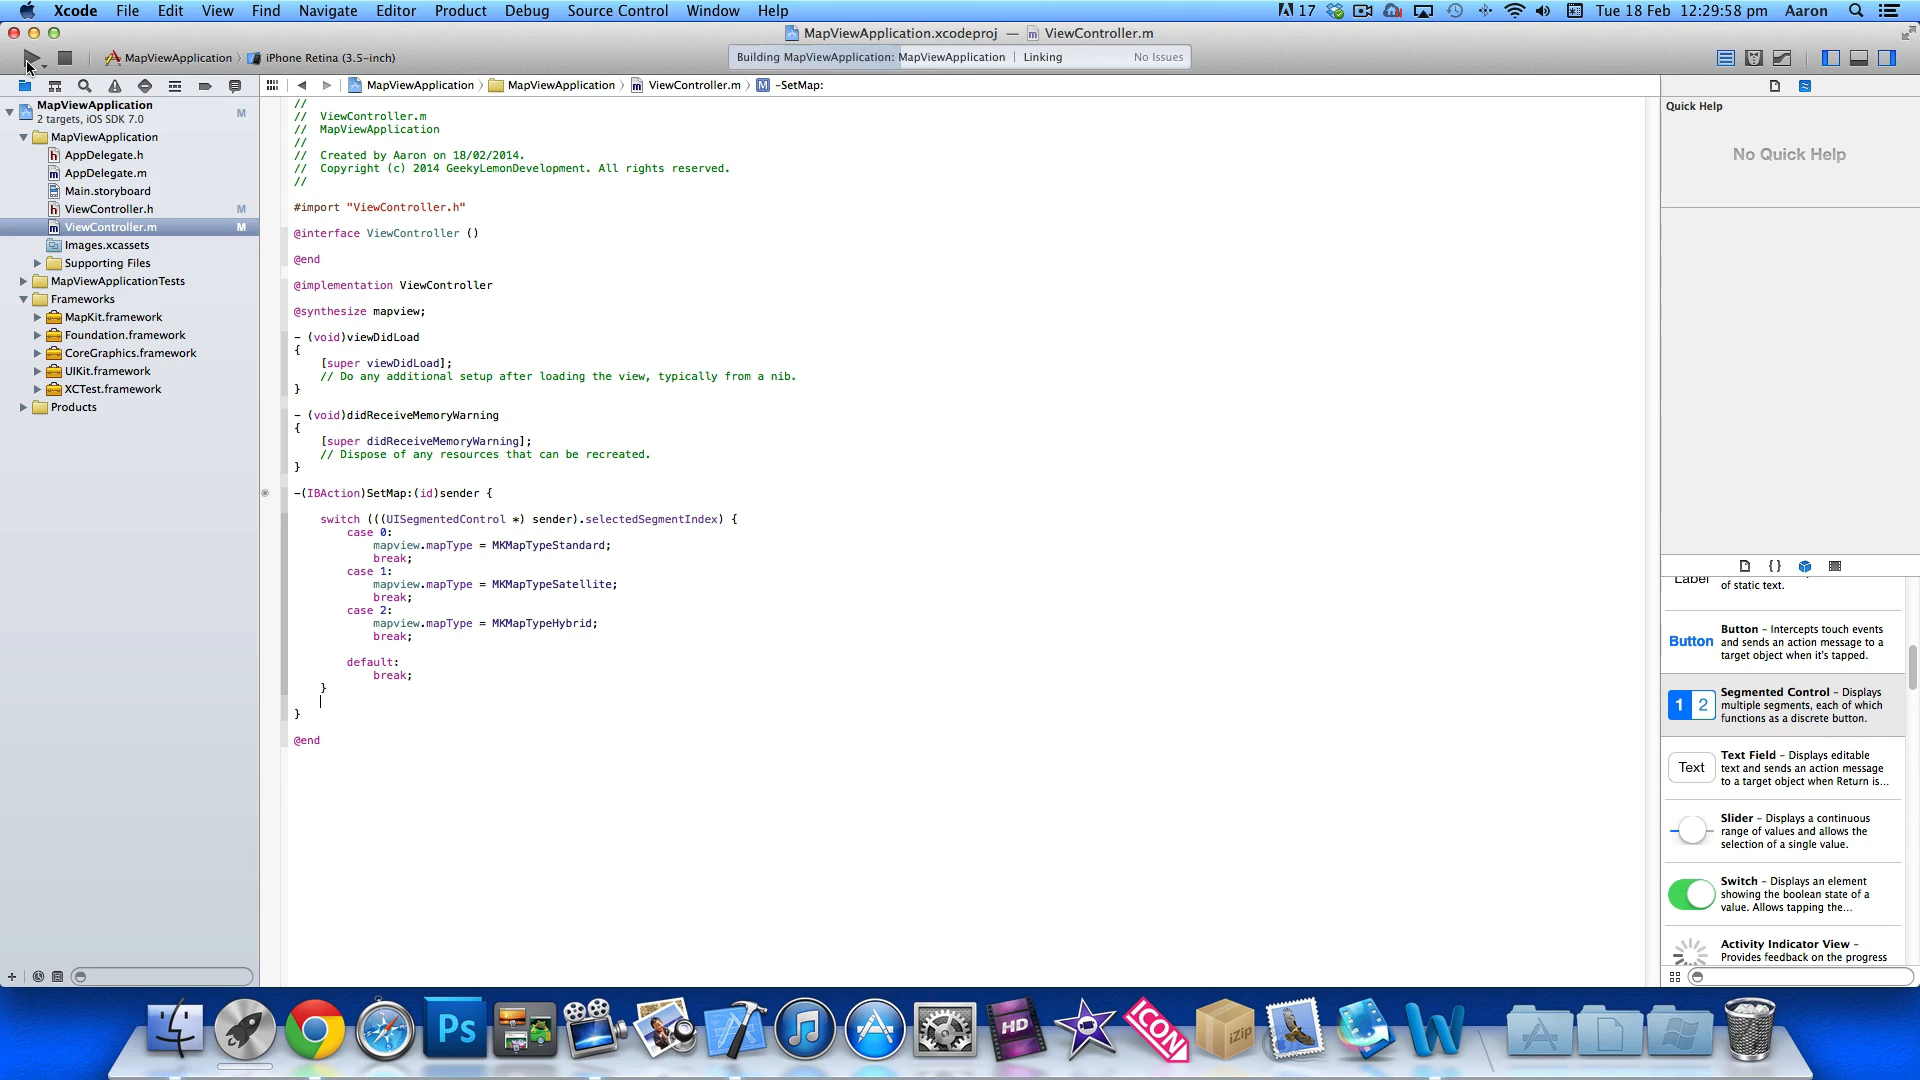 Xcode File Edit View Find Navigate Editor Product Debug Source Control Window Help 17 Tue 18 Feb 12:29:58 pm Aaron
MapViewApplication.xcodeproj — ViewController.m
MapViewApplication iPhone Retina (3.5-inch)
Building MapViewApplication: MapViewApplication Linking No Issues
MapViewApplication MapViewApplication ViewController.m -SetMap:
MapViewApplication M
2 targets, iOS SDK 7.0
MapViewApplication
AppDelegate.h
AppDelegate.m
Main.storyboard
ViewController.h M
ViewController.m M
Images.xcassets
Supporting Files
MapViewApplicationTests
Frameworks
MapKit.framework
Foundation.framework
CoreGraphics.framework
UIKit.framework
XCTest.framework
Products
//
// ViewController.m
// MapViewApplication
//
// Created by Aaron on 18/02/2014.
// Copyright (c) 2014 GeekyLemonDevelopment. All rights reserved.
//
#import "ViewController.h"
@interface ViewController ()
@end
@implementation ViewController
@synthesize mapview;
- (void)viewDidLoad
{
[super viewDidLoad];
// Do any additional setup after loading the view, typically from a nib.
}
- (void)didReceiveMemoryWarning
{
[super didReceiveMemoryWarning];
// Dispose of any resources that can be recreated.
}
-(IBAction)SetMap:(id)sender {
switch (((UISegmentedControl *) sender).selectedSegmentIndex) {
case 0:
mapview.mapType = MKMapTypeStandard;
break;
case 1:
mapview.mapType = MKMapTypeSatellite;
break;
case 2:
mapview.mapType = MKMapTypeHybrid;
break;
default:
break;
}
}
@end
Quick Help
No Quick Help
Label
of static text.
Button Button - Intercepts touch events
and sends an action message to a
target object when it's tapped.
1 2 Segmented Control - Displays
multiple segments, each of which
functions as a discrete button.
Text Text Field - Displays editable
text and sends an action message
to a target object when Return is...
Slider - Displays a continuous
range of values and allows the
selection of a single value.
Switch - Displays an element
showing the boolean state of a
value. Allows tapping the...
Activity Indicator View -
Provides feedback on the progress
Ps
HD
ICON
iZip
W